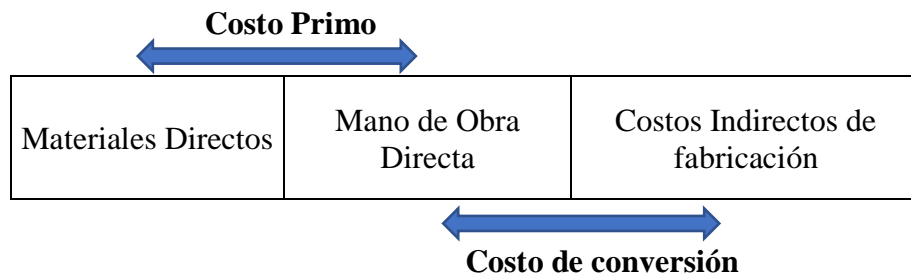 Costo Primo
Materiales Directos
Mano de Obra
Directa
Costos Indirectos de
fabricación
Costo de conversión